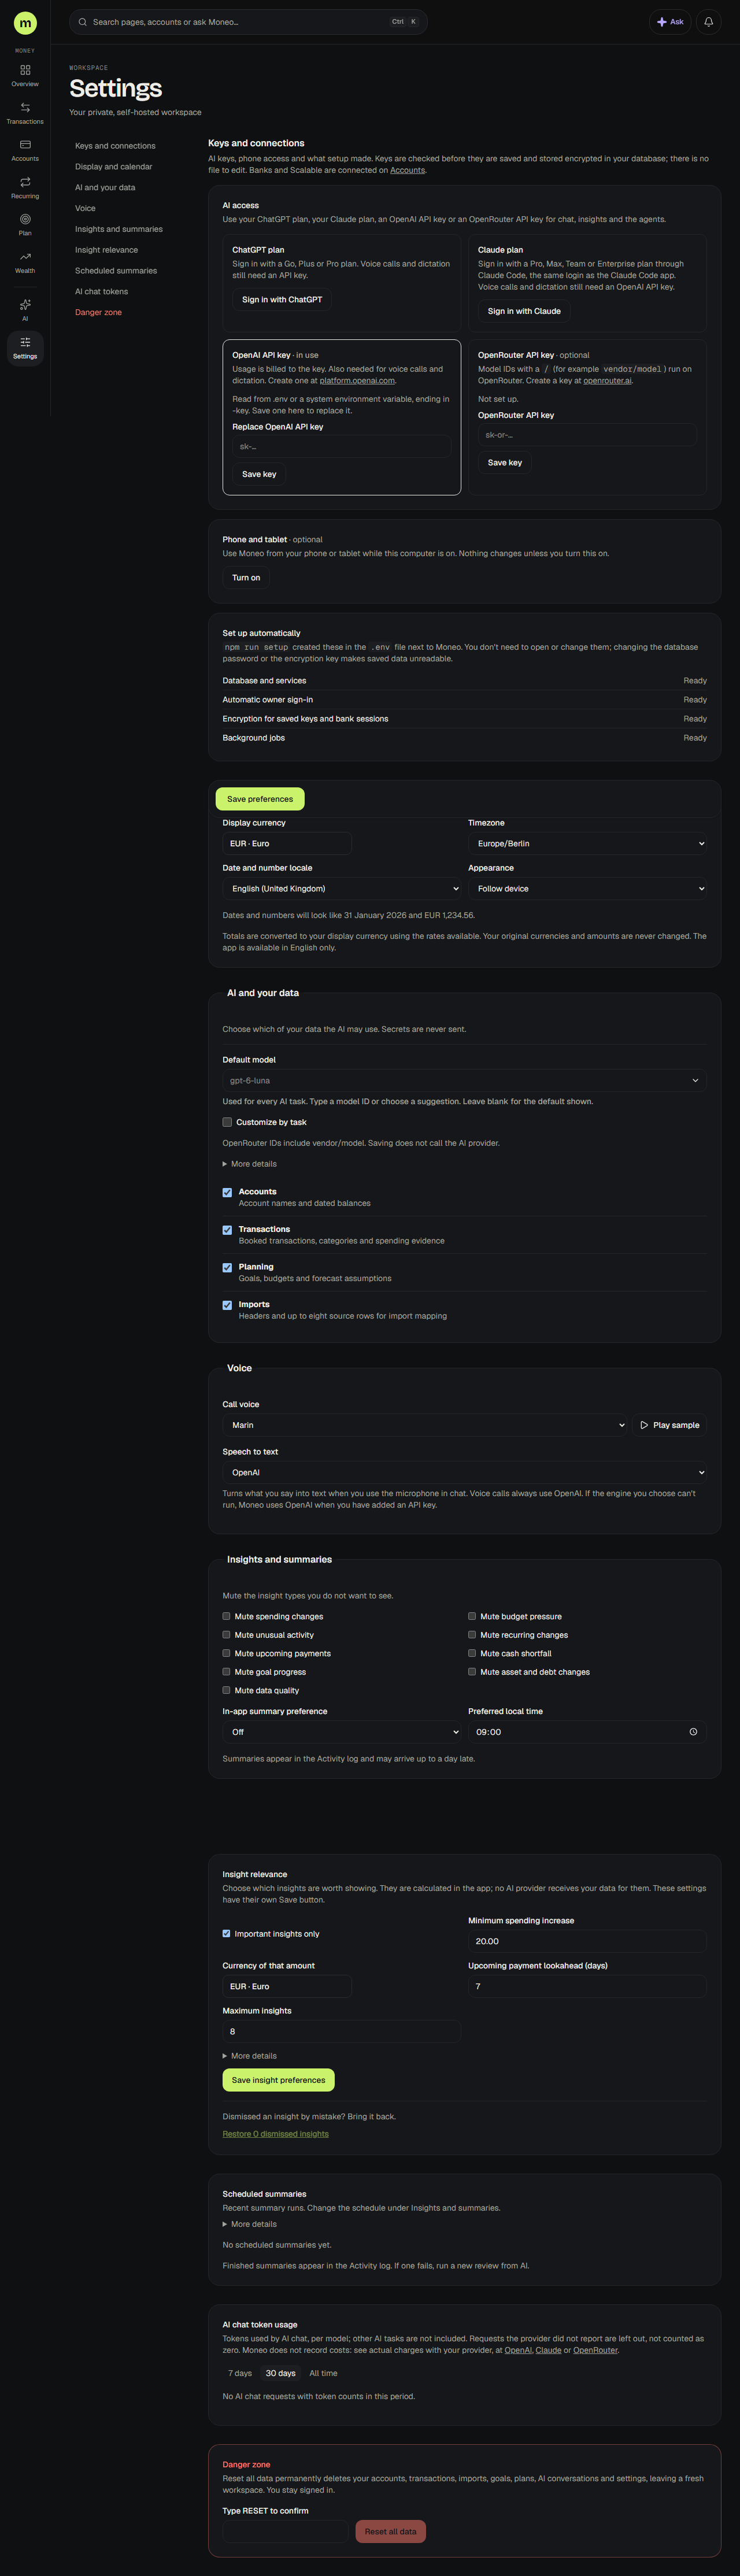 m
Search pages, accounts or ask Moneo...
Ctrl K
Ask
MONEY
Overview
Transactions
Accounts
Recurring
Plan
Wealth
AI
Settings
WORKSPACE
Settings
Your private, self-hosted workspace
Keys and connections
Display and calendar
AI and your data
Voice
Insights and summaries
Insight relevance
Scheduled summaries
AI chat tokens
Danger zone
Keys and connections
AI keys, phone access and what setup made. Keys are checked before they are saved and stored encrypted in your database; there is no
file to edit. Banks and Scalable are connected on Accounts.
AI access
Use your ChatGPT plan, your Claude plan, an OpenAI API key or an OpenRouter API key for chat, insights and the agents.
ChatGPT plan
Sign in with a Go, Plus or Pro plan. Voice calls and dictation
still need an API key.
Sign in with ChatGPT
Claude plan
Sign in with a Pro, Max, Team or Enterprise plan through
Claude Code, the same login as the Claude Code app.
Voice calls and dictation still need an OpenAI API key.
Sign in with Claude
OpenAI API key · in use
Usage is billed to the key. Also needed for voice calls and
dictation. Create one at platform.openai.com.
Read from .env or a system environment variable, ending in
-key. Save one here to replace it.
Replace OpenAI API key
sk-...
Save key
OpenRouter API key · optional
Model IDs with a / (for example vendor/model) run on
OpenRouter. Create a key at openrouter.ai.
Not set up.
OpenRouter API key
sk-or-...
Save key
Phone and tablet · optional
Use Moneo from your phone or tablet while this computer is on. Nothing changes unless you turn this on.
Turn on
Set up automatically
npm run setup created these in the .env file next to Moneo. You don't need to open or change them; changing the database
password or the encryption key makes saved data unreadable.
Database and services Ready
Automatic owner sign-in Ready
Encryption for saved keys and bank sessions Ready
Background jobs Ready
Save preferences
Display currency
EUR · Euro
Timezone
Europe/Berlin
Date and number locale
English (United Kingdom)
Appearance
Follow device
Dates and numbers will look like 31 January 2026 and EUR 1,234.56.
Totals are converted to your display currency using the rates available. Your original currencies and amounts are never changed. The
app is available in English only.
AI and your data
Choose which of your data the AI may use. Secrets are never sent.
Default model
gpt-6-luna
Used for every AI task. Type a model ID or choose a suggestion. Leave blank for the default shown.
Customize by task
OpenRouter IDs include vendor/model. Saving does not call the AI provider.
More details
Accounts
Account names and dated balances
Transactions
Booked transactions, categories and spending evidence
Planning
Goals, budgets and forecast assumptions
Imports
Headers and up to eight source rows for import mapping
Voice
Call voice
Marin
Play sample
Speech to text
OpenAI
Turns what you say into text when you use the microphone in chat. Voice calls always use OpenAI. If the engine you choose can't
run, Moneo uses OpenAI when you have added an API key.
Insights and summaries
Mute the insight types you do not want to see.
Mute spending changes
Mute budget pressure
Mute unusual activity
Mute recurring changes
Mute upcoming payments
Mute cash shortfall
Mute goal progress
Mute asset and debt changes
Mute data quality
In-app summary preference
Off
Preferred local time
09:00
Summaries appear in the Activity log and may arrive up to a day late.
Insight relevance
Choose which insights are worth showing. They are calculated in the app; no AI provider receives your data for them. These settings
have their own Save button.
Important insights only
Minimum spending increase
20.00
Currency of that amount
EUR · Euro
Upcoming payment lookahead (days)
7
Maximum insights
8
More details
Save insight preferences
Dismissed an insight by mistake? Bring it back.
Restore 0 dismissed insights
Scheduled summaries
Recent summary runs. Change the schedule under Insights and summaries.
More details
No scheduled summaries yet.
Finished summaries appear in the Activity log. If one fails, run a new review from AI.
AI chat token usage
Tokens used by AI chat, per model; other AI tasks are not included. Requests the provider did not report are left out, not counted as
zero. Moneo does not record costs: see actual charges with your provider, at OpenAI, Claude or OpenRouter.
7 days 30 days All time
No AI chat requests with token counts in this period.
Danger zone
Reset all data permanently deletes your accounts, transactions, imports, goals, plans, AI conversations and settings, leaving a fresh
workspace. You stay signed in.
Type RESET to confirm
Reset all data